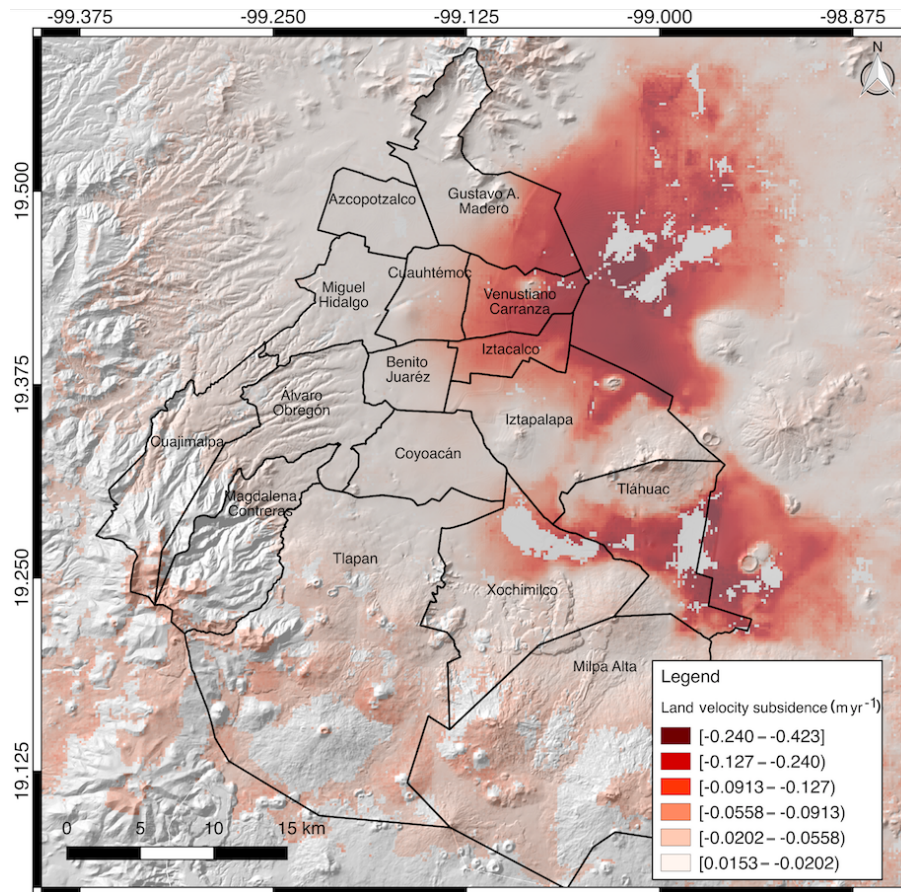 -99.375 -99.250 -99.125 -99.000 -98.875
N
19.500
Gustavo A.
Madero
Azcopotzalco
Cuauhtémoc
Miguel
Hidalgo
Venustiano
Carranza
Iztacalco
19.375
Benito
Juaréz
Álvaro
Obregón
Iztapalapa
Cuajimalpa
Coyoacán
Tláhuac
Magdalena
Contreras
Tlapan
19.250
Xochimilco
Milpa Alta
19.125
0 5 10 15 km
Legend
Land velocity subsidence (m yr-1)
[-0.240 – -0.423]
[-0.127 – -0.240)
[-0.0913 – -0.127)
[-0.0558 – -0.0913)
[-0.0202 – -0.0558)
[0.0153 – -0.0202)